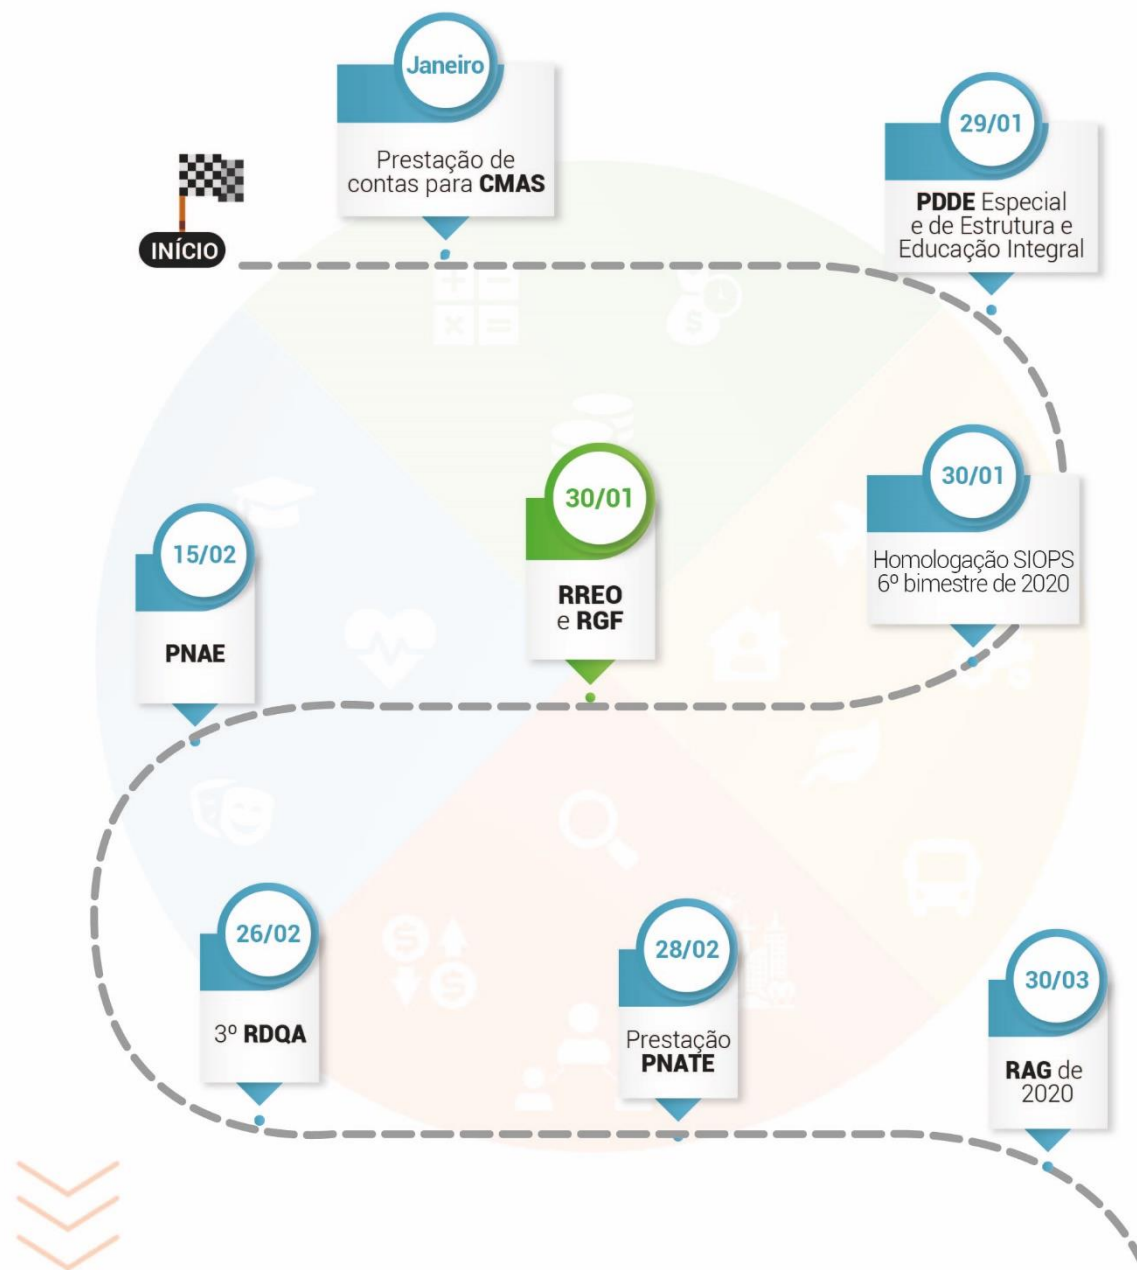 INÍCIO
Janeiro
Prestação de
contas para CMAS
29/01
PDDE Especial
e de Estrutura e
Educação Integral
30/01
Homologação SIOPS
6º bimestre de 2020
30/01
RREO
e RGF
15/02
PNAE
26/02
3º RDQA
28/02
Prestação
PNATE
30/03
RAG de
2020